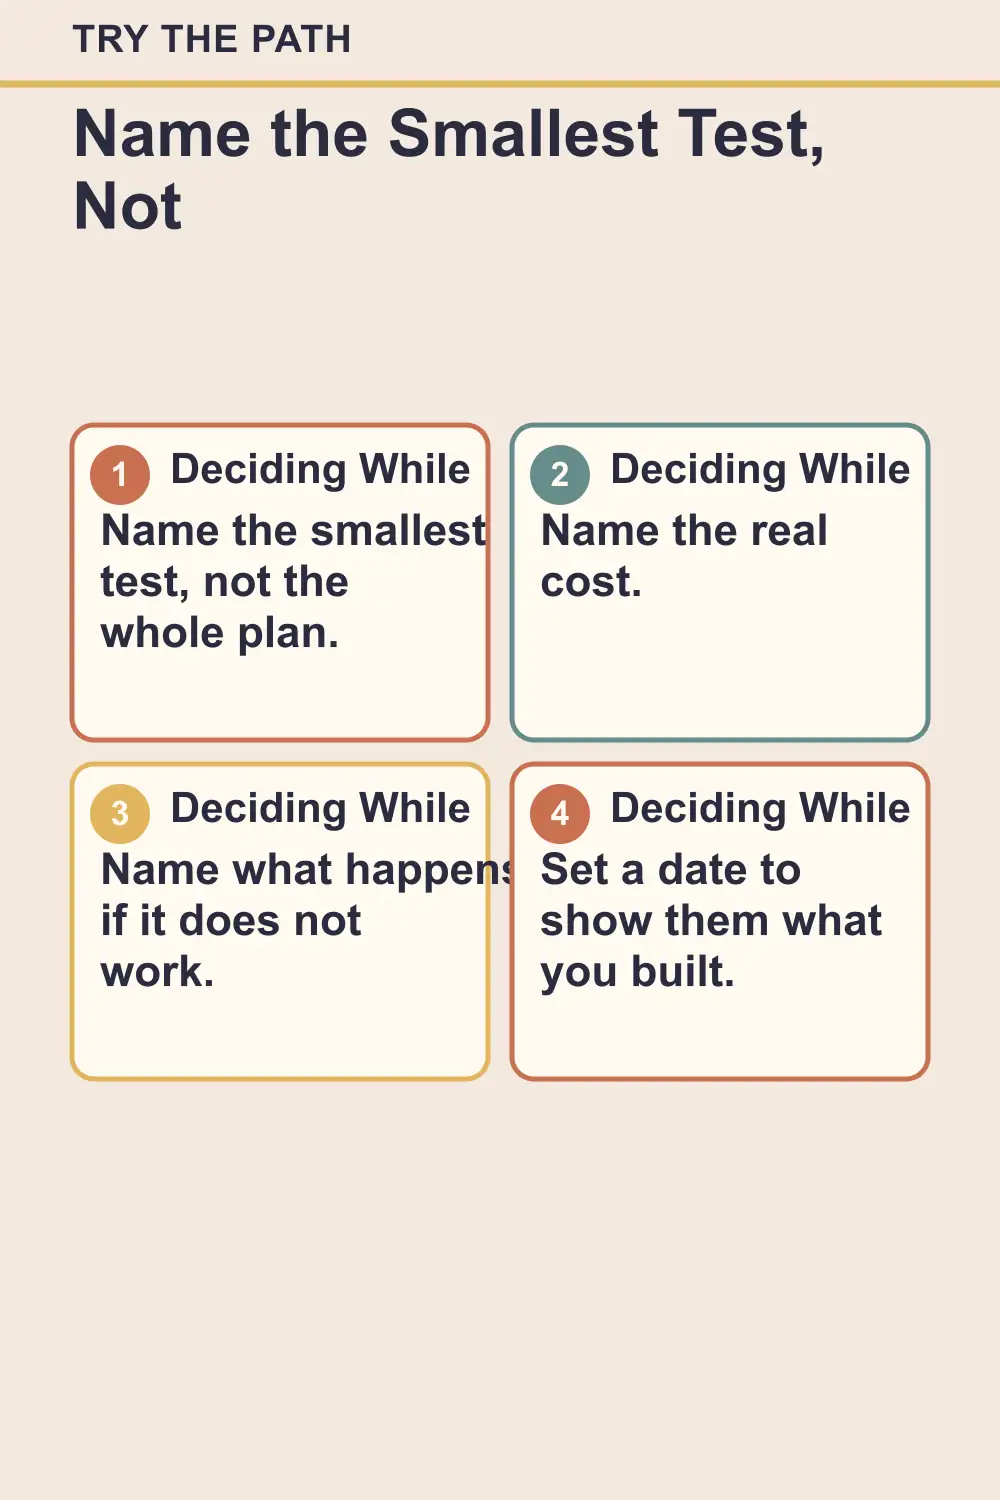 TRY THE PATH
Name the Smallest Test,
Not
1 Deciding While
Name the smallest
test, not the
whole plan.
2 Deciding While
Name the real
cost.
3 Deciding While
Name what happens
if it does not
work.
4 Deciding While
Set a date to
show them what
you built.